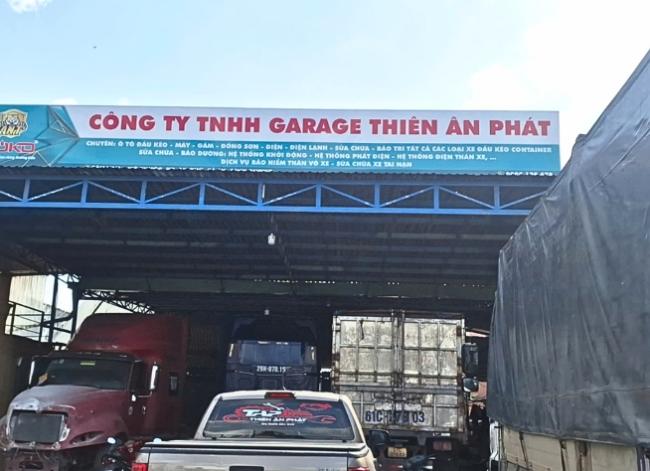 CÔNG TY TNHH GARAGE THIÊN ÂN PHÁT
CHUYÊN: Ô TÔ ĐẦU KÉO - MÁY - GẦM - ĐỒNG SƠN - ĐIỆN - ĐIỆN LẠNH - SỬA CHỮA - BẢO TRÌ TẤT CẢ CÁC LOẠI XE ĐẦU KÉO CONTAINER
SỬA CHỮA - BẢO DƯỠNG: HỆ THỐNG KHỞI ĐỘNG - HỆ THỐNG PHÁT ĐIỆN - HỆ THỐNG ĐIỆN THÂN XE, ...
DỊCH VỤ BẢO HIỂM THÂN VỎ XE - SỬA CHỮA XE TAI NẠN
TAP
THIÊN ÂN PHÁT